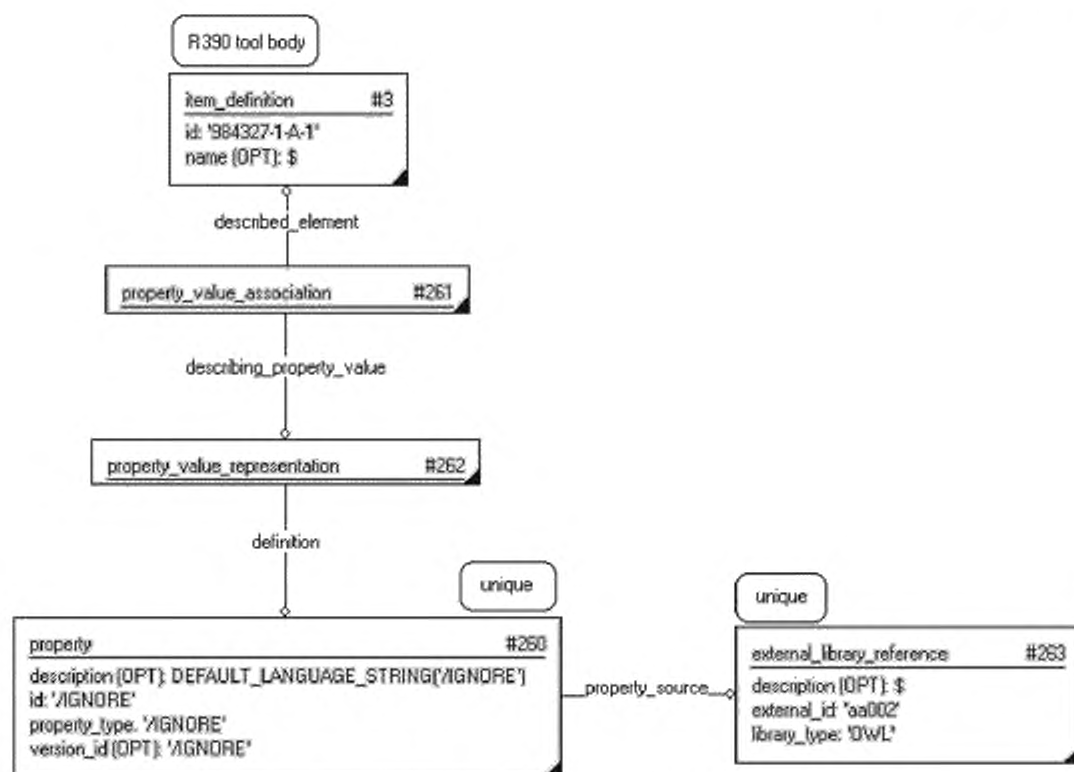 R390 tool body
item_definition #3
id: '984327-1-A-1"
name (OPT): $
described_element
property_value_association #261
describing_property_value
property_value_representation #262
definition
unique
unique
property #260
description (OPT): DEFAULT_LANGUAGE_STRING('/IGNORE')
id: '/IGNORE'
property_type. '/IGNORE'
version_id (OPT): '/IGNORE"
property_source
external_library_reference #263
description (OPT): $
external_id: "aa002'
library_type: 'OWL"